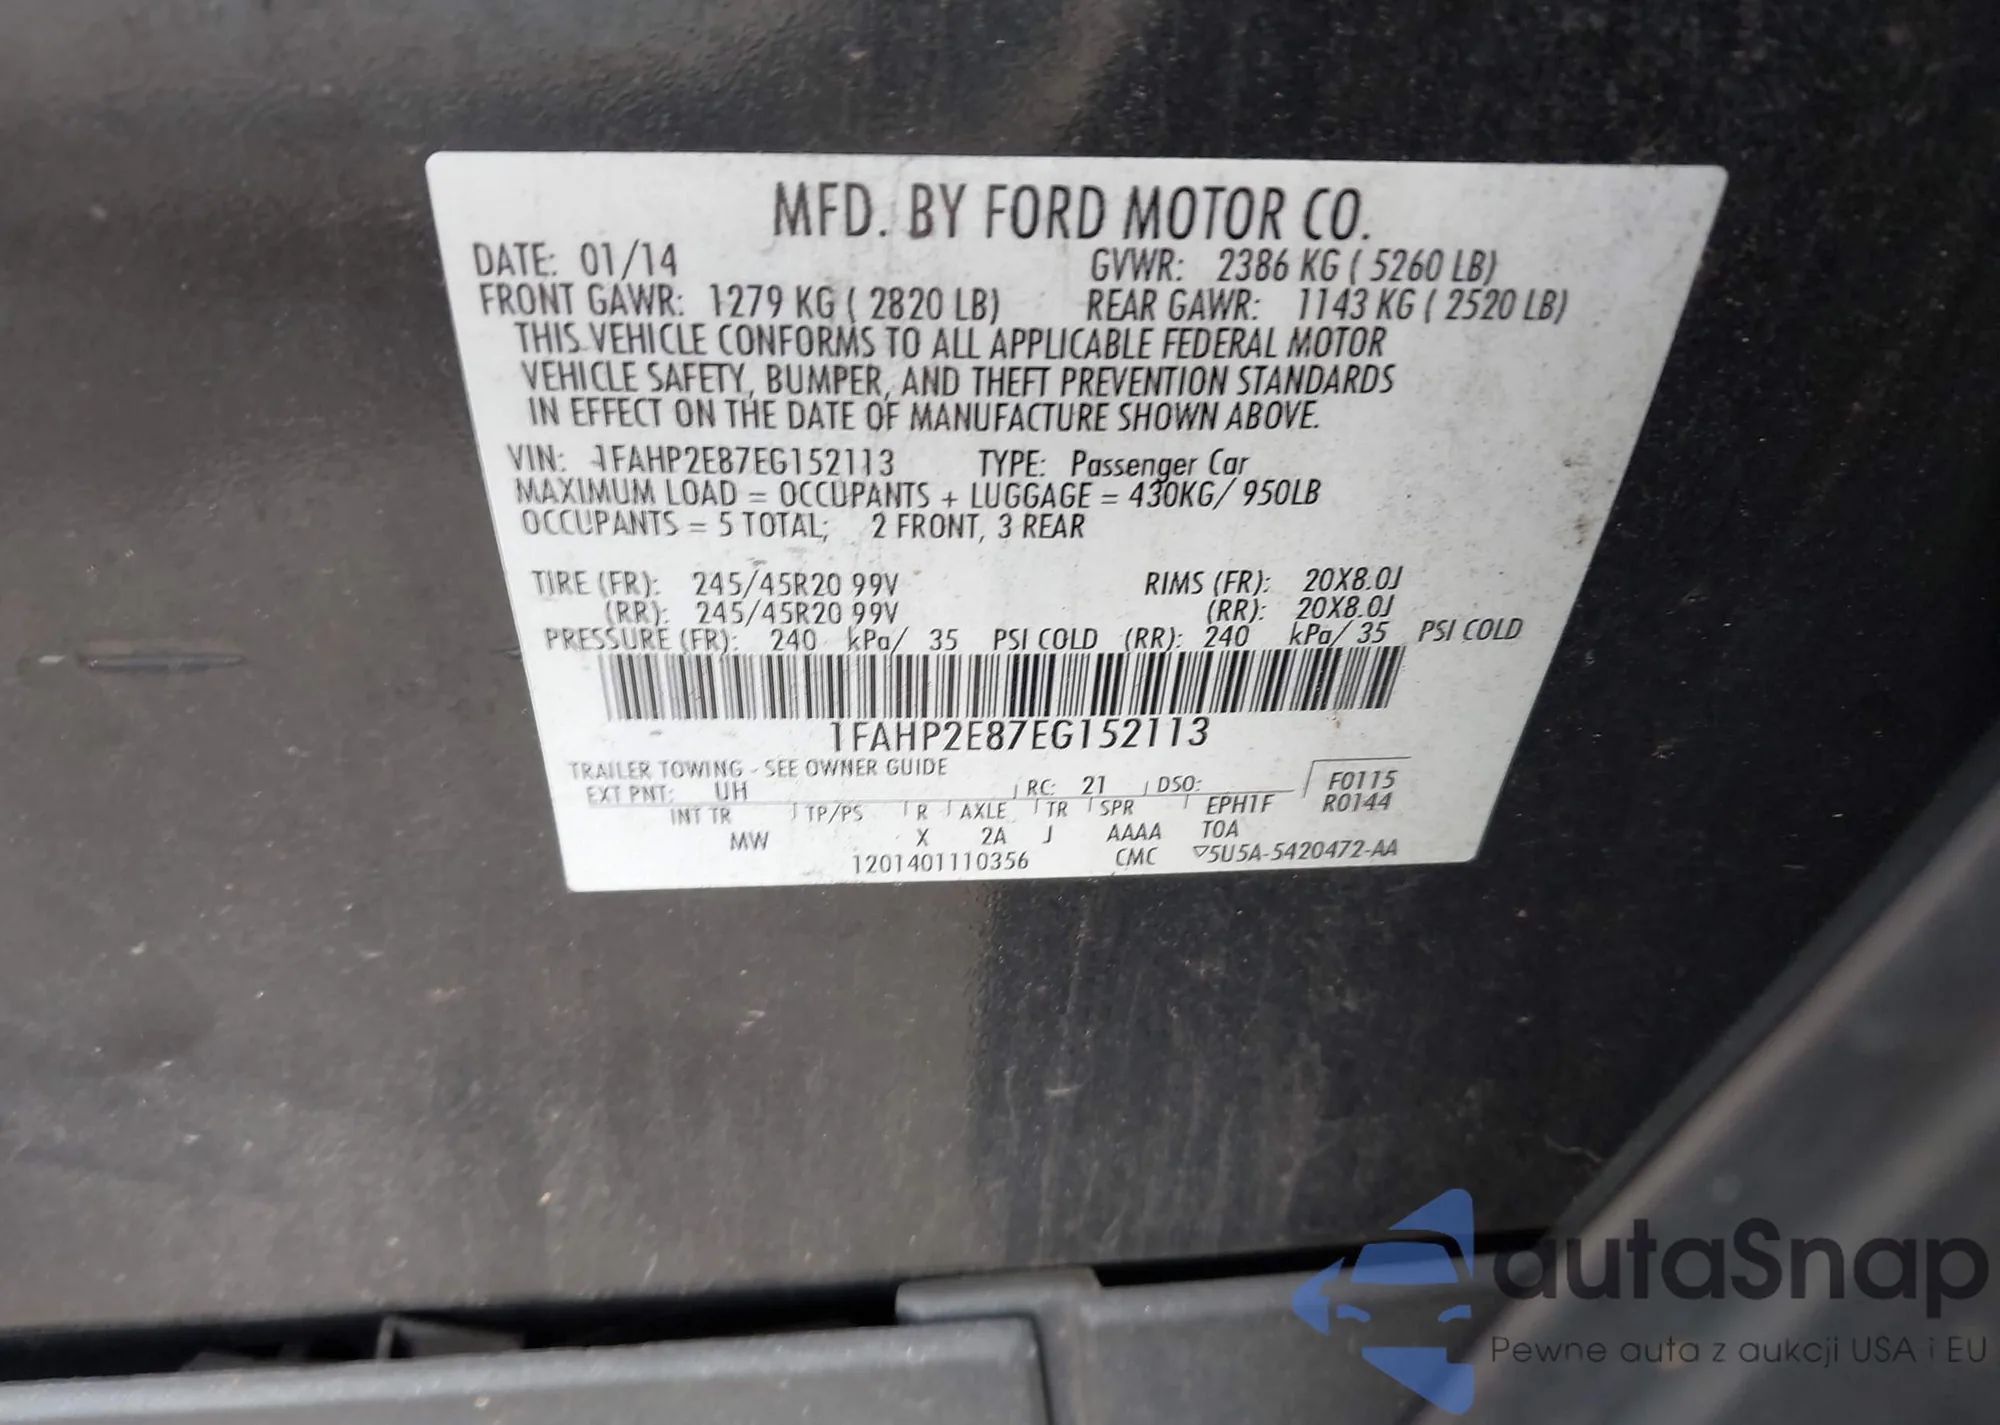 MFD. BY FORD MOTOR CO.
DATE: 01/14 GVWR: 2386 KG ( 5260 LB)
FRONT GAWR: 1279 KG ( 2820 LB) REAR GAWR: 1143 KG ( 2520 LB)
THIS VEHICLE CONFORMS TO ALL APPLICABLE FEDERAL MOTOR
VEHICLE SAFETY, BUMPER, AND THEFT PREVENTION STANDARDS
IN EFFECT ON THE DATE OF MANUFACTURE SHOWN ABOVE.
VIN: 1FAHP2E87EG152113 TYPE: Passenger Car
MAXIMUM LOAD = OCCUPANTS + LUGGAGE = 430KG/ 950LB
OCCUPANTS = 5 TOTAL; 2 FRONT, 3 REAR
TIRE (FR): 245/45R20 99V RIMS (FR): 20X8.0J
(RR): 245/45R20 99V (RR): 20X8.0J
PRESSURE (FR): 240 kPa/ 35 PSI COLD (RR): 240 kPa/ 35 PSI COLD
1FAHP2E87EG152113
TRAILER TOWING - SEE OWNER GUIDE
EXT PNT: UH RC: 21 DSO: F0115
INT TR TP/PS R AXLE TR SPR EPH1F R0144
MW X 2A J AAAA TOA
1201401110356 CMC ▽5U5A-5420472-AA
autaSnap
Pewne auta z aukcji USA i EU